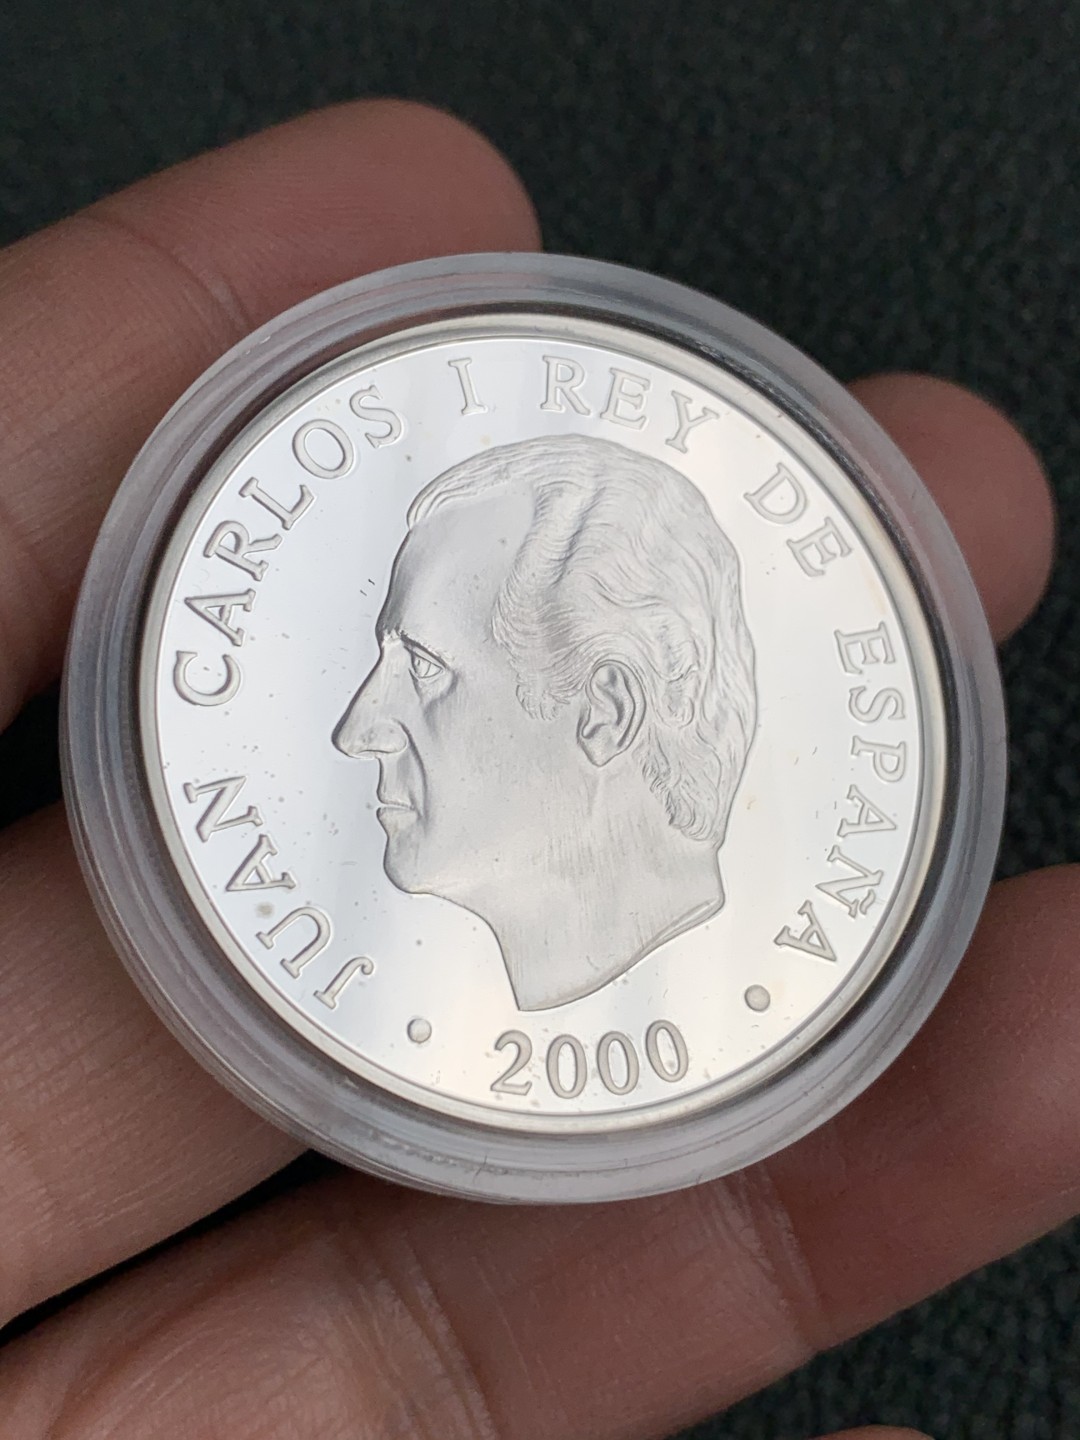 JUAN CARLOS I REY DE ESPAÑA
• 2000 •